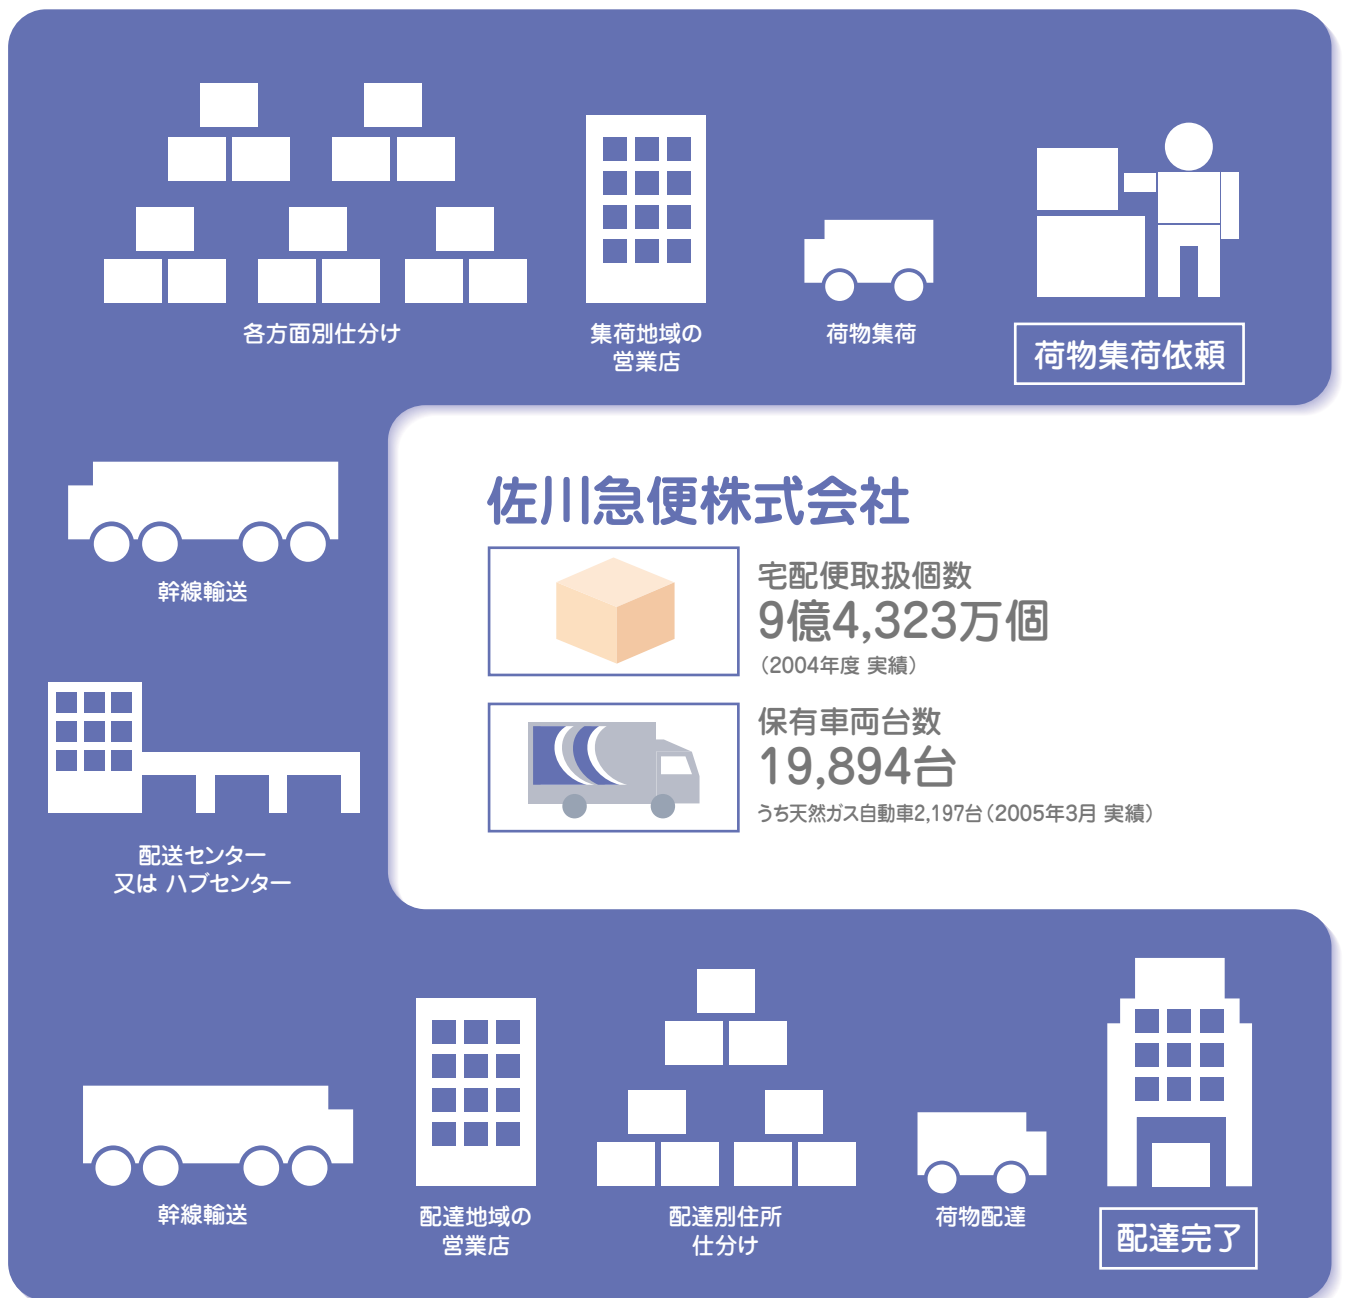 荷物集荷依頼
荷物集荷
集荷地域の
営業店
各方面別仕分け
幹線輸送
配送センター
又は ハブセンター
幹線輸送
配達地域の
営業店
配達別住所
仕分け
荷物配達
配達完了
佐川急便株式会社
宅配便取扱個数
9億4,323万個
（2004年度 実績）
保有車両台数
19,894台
うち天然ガス自動車2,197台（2005年3月 実績）